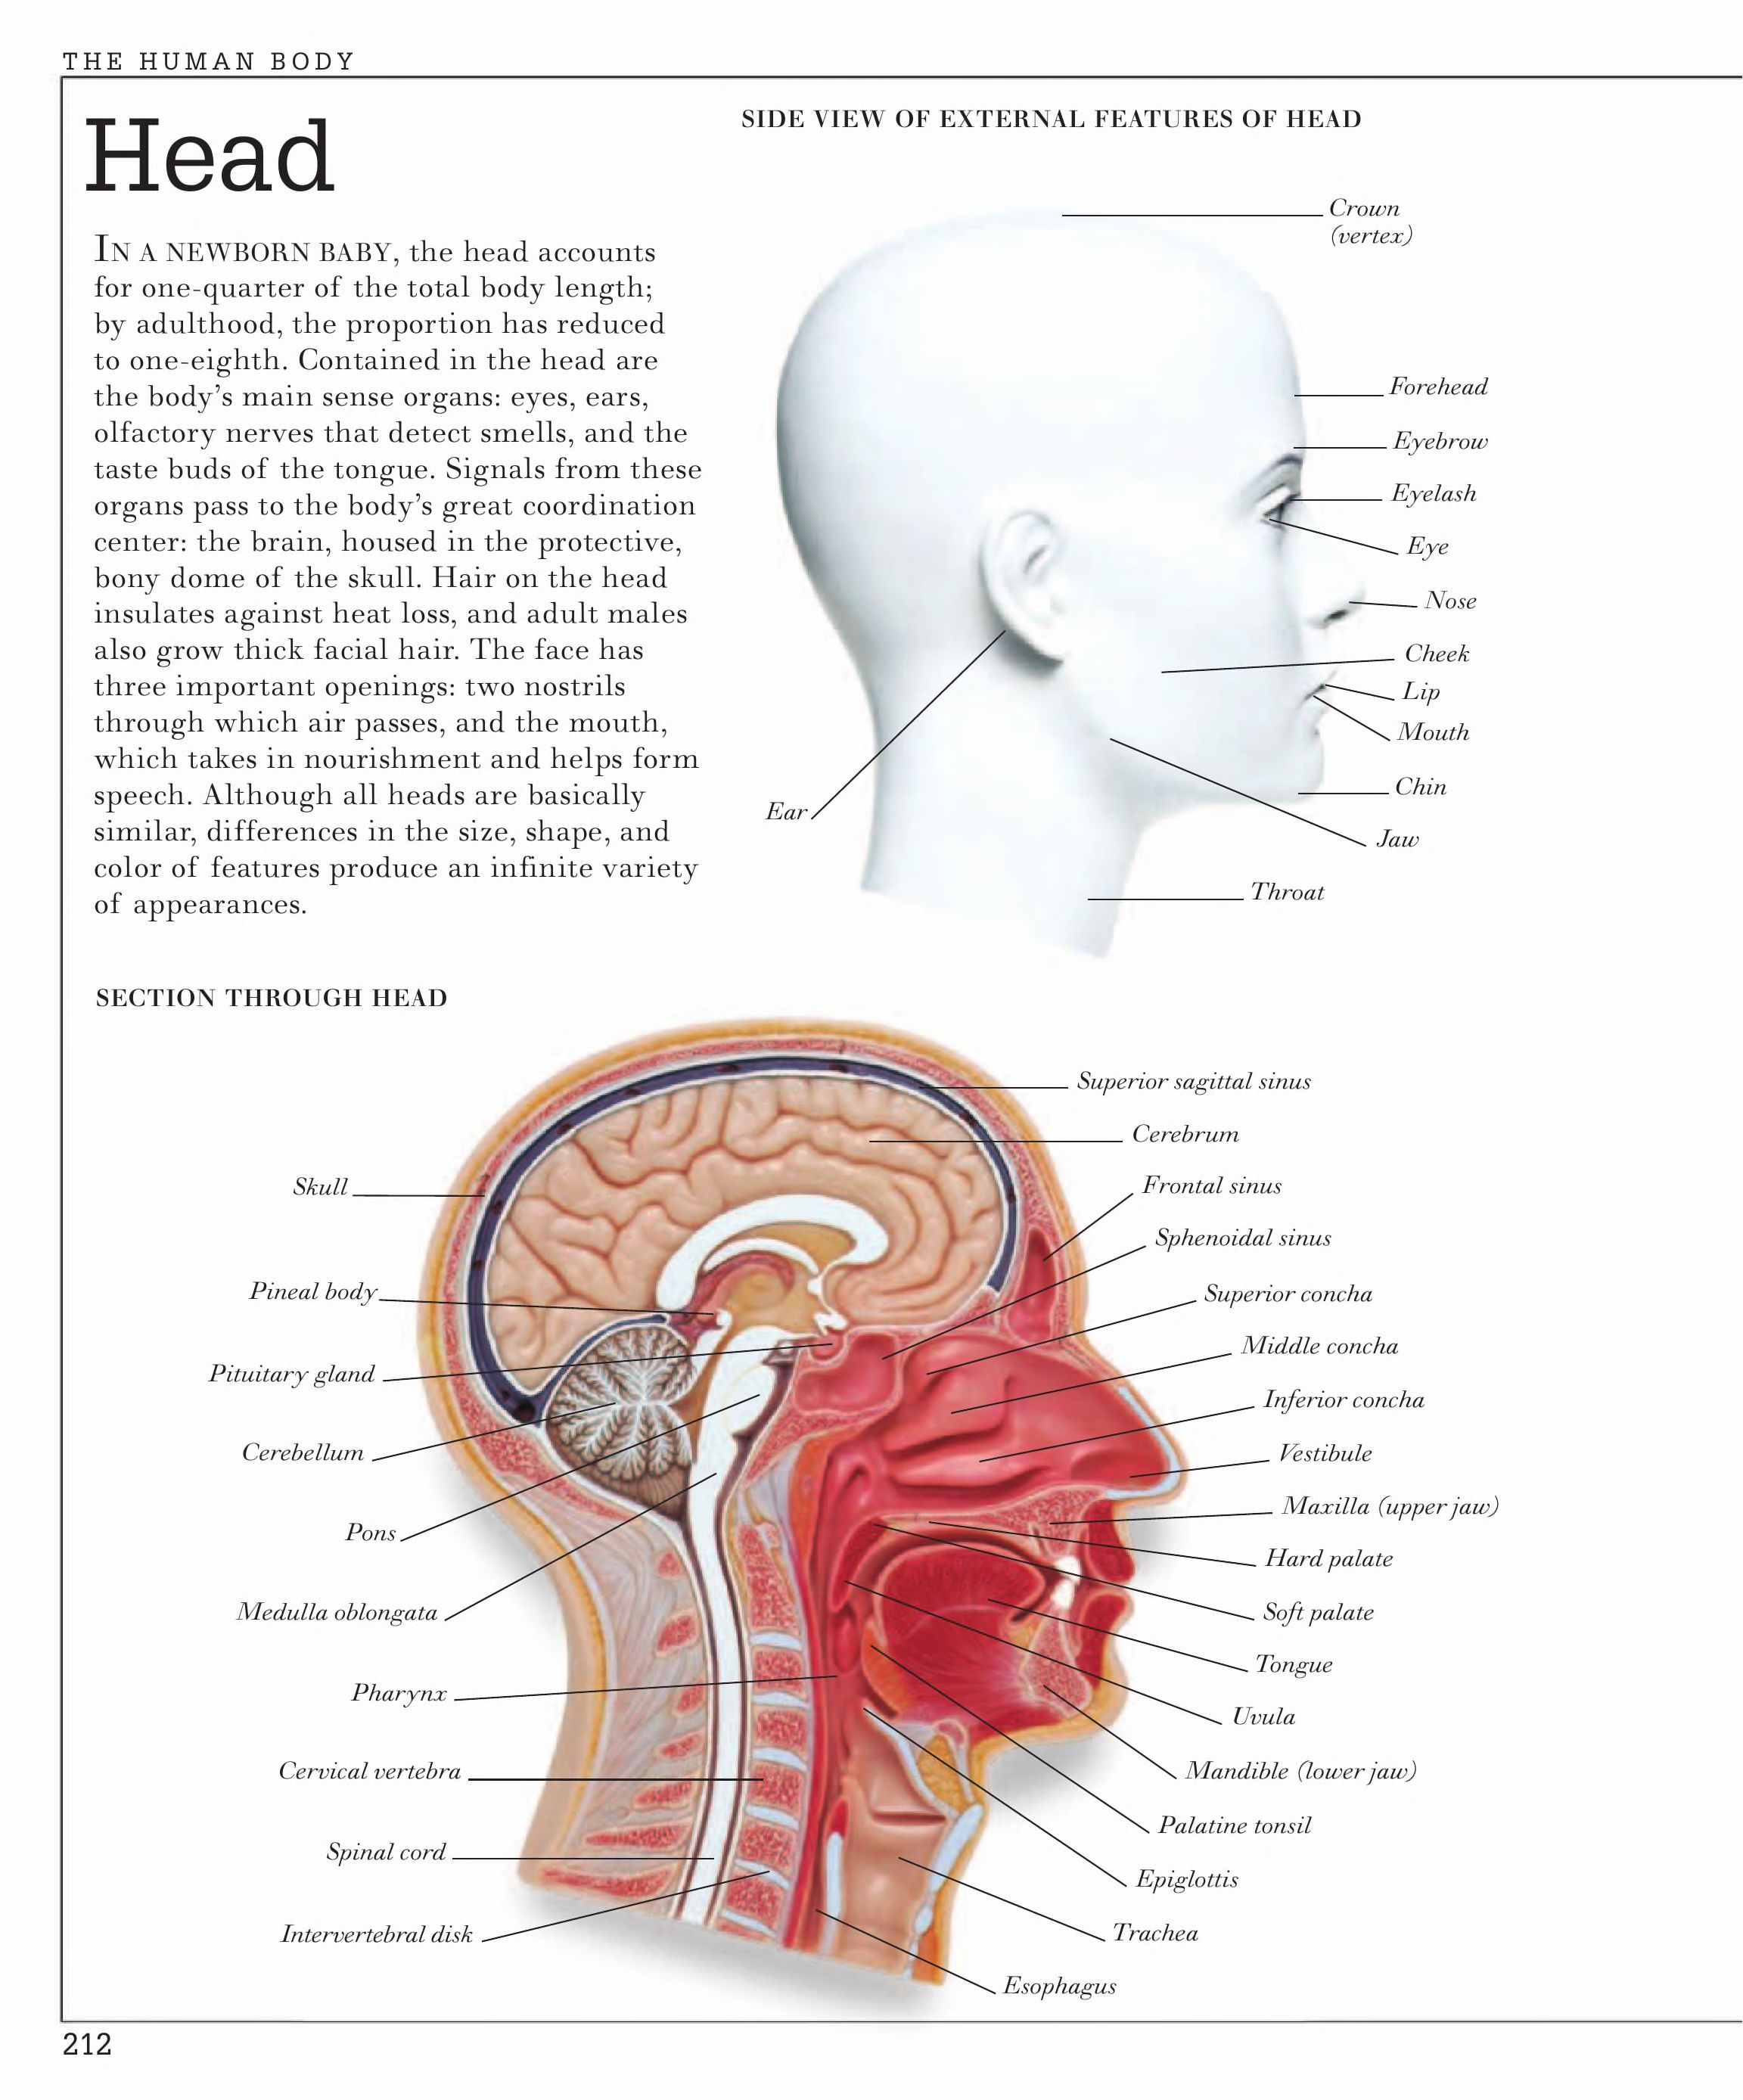 THE HUMAN BODY
Head
IN A NEWBORN BABY, the head accounts
for one-quarter of the total body length;
by adulthood, the proportion has reduced
to one-eighth. Contained in the head are
the body’s main sense organs: eyes, ears,
olfactory nerves that detect smells, and the
taste buds of the tongue. Signals from these
organs pass to the body’s great coordination
center: the brain, housed in the protective,
bony dome of the skull. Hair on the head
insulates against heat loss, and adult males
also grow thick facial hair. The face has
three important openings: two nostrils
through which air passes, and the mouth,
which takes in nourishment and helps form
speech. Although all heads are basically
similar, differences in the size, shape, and
color of features produce an infinite variety
of appearances.
SIDE VIEW OF EXTERNAL FEATURES OF HEAD
Crown
(vertex)
Forehead
Eyebrow
Eyelash
Eye
Nose
Cheek
Lip
Mouth
Chin
Jaw
Throat
Ear
SECTION THROUGH HEAD
Superior sagittal sinus
Cerebrum
Frontal sinus
Sphenoidal sinus
Superior concha
Middle concha
Inferior concha
Vestibule
Maxilla (upper jaw)
Hard palate
Soft palate
Tongue
Uvula
Mandible (lower jaw)
Palatine tonsil
Epiglottis
Trachea
Esophagus
Skull
Pineal body
Pituitary gland
Cerebellum
Pons
Medulla oblongata
Pharynx
Cervical vertebra
Spinal cord
Intervertebral disk
212